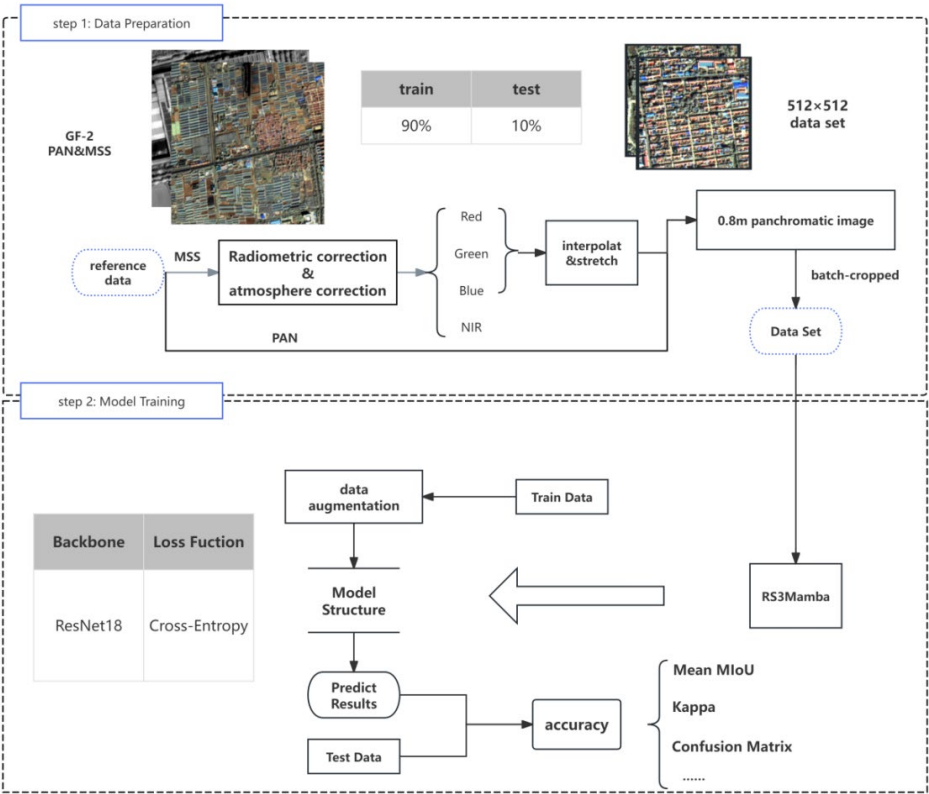 step 1: Data Preparation
GF-2
PAN&MSS
train test
90% 10%
512×512
data set
reference
data
MSS
Radiometric correction
&
atmosphere correction
Red
Green
Blue
NIR
interpolat
&stretch
0.8m panchromatic image
batch-cropped
PAN
Data Set
step 2: Model Training
data
augmentation
Train Data
Backbone Loss Fuction
ResNet18 Cross-Entropy
Model
Structure
RS3Mamba
Predict
Results
Test Data
accuracy
Mean MIoU
Kappa
Confusion Matrix
......